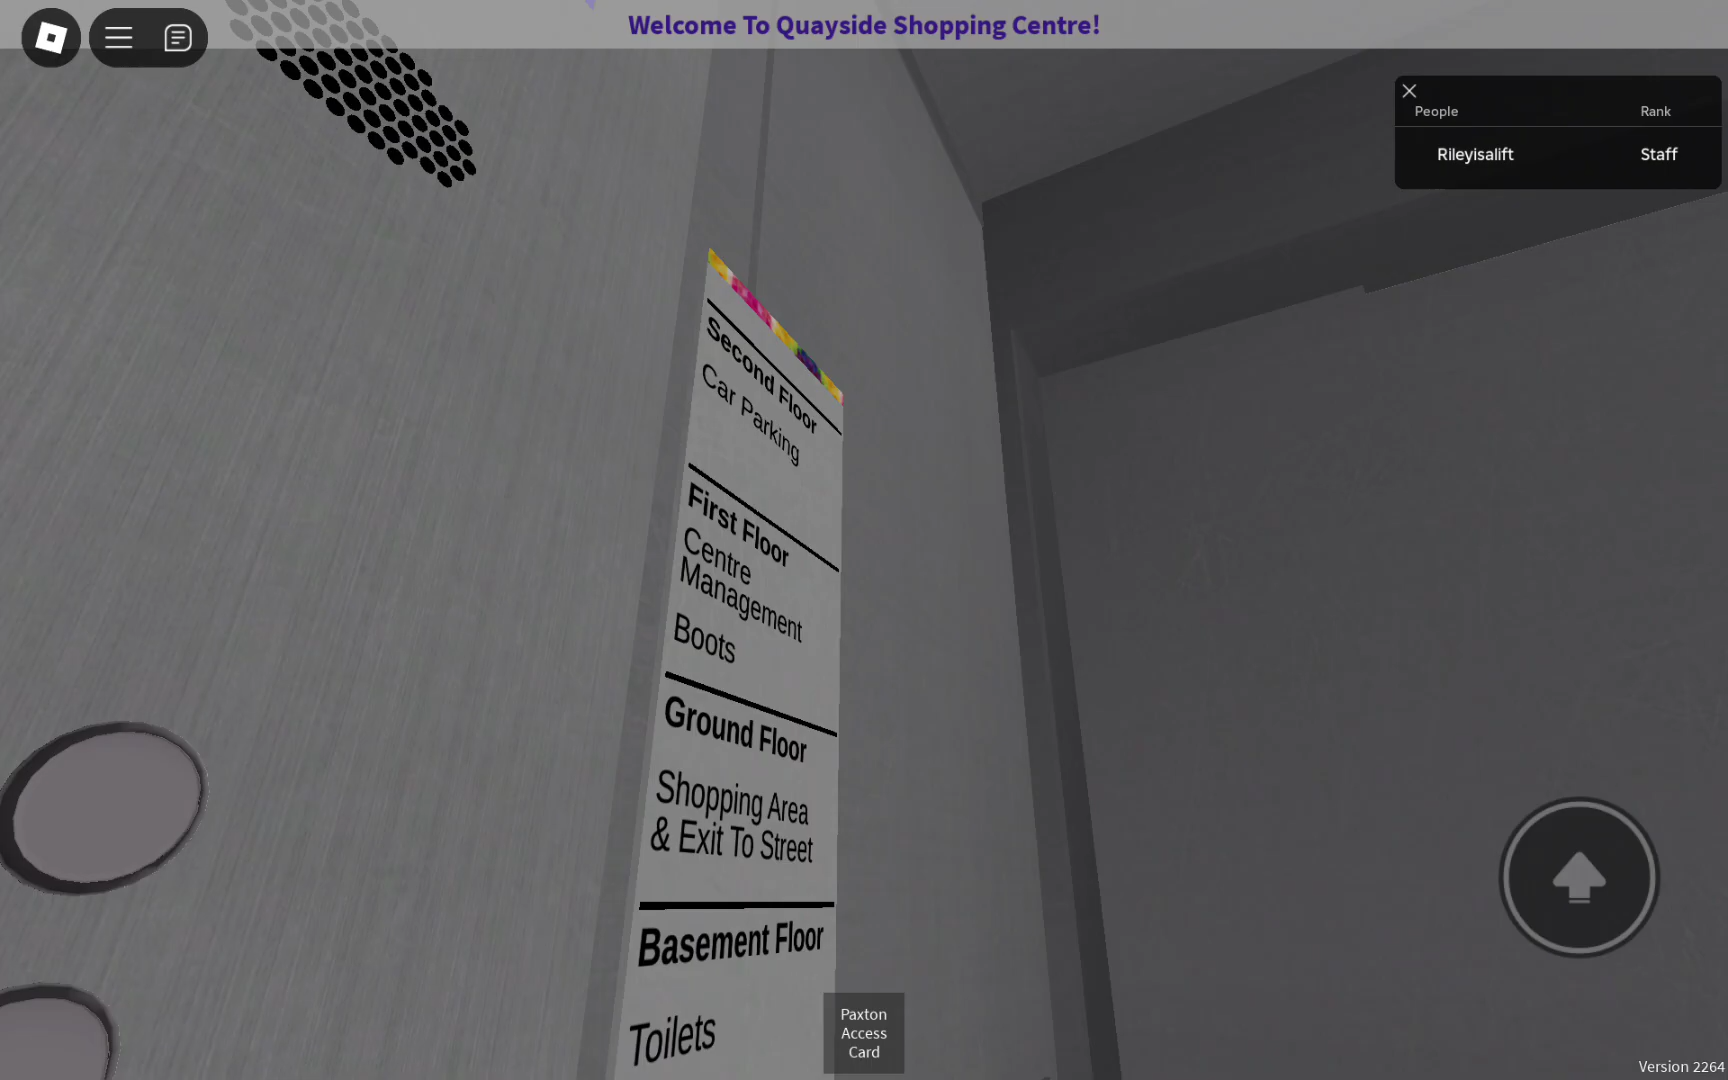 Welcome To Quayside Shopping Centre!
People Rank
Rileyisalift Staff
Second Floor
Car Parking
First Floor
Centre
Management
Boots
Ground Floor
Shopping Area
& Exit To Street
Basement Floor
Toilets
Paxton
Access
Card
Version 2264